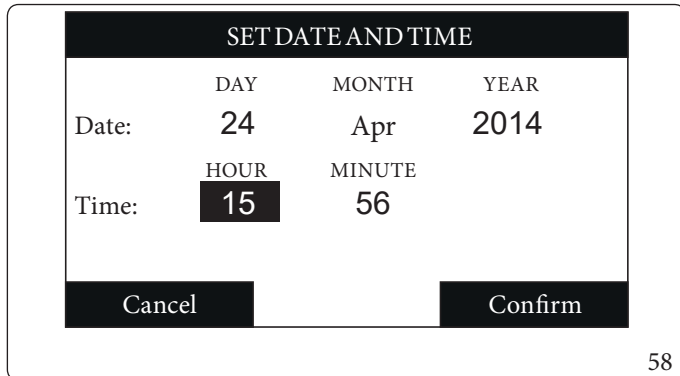 SET DATE AND TIME
DAY MONTH YEAR
Date: 24 Apr 2014
HOUR MINUTE
Time: 15 56
Cancel Confirm
58